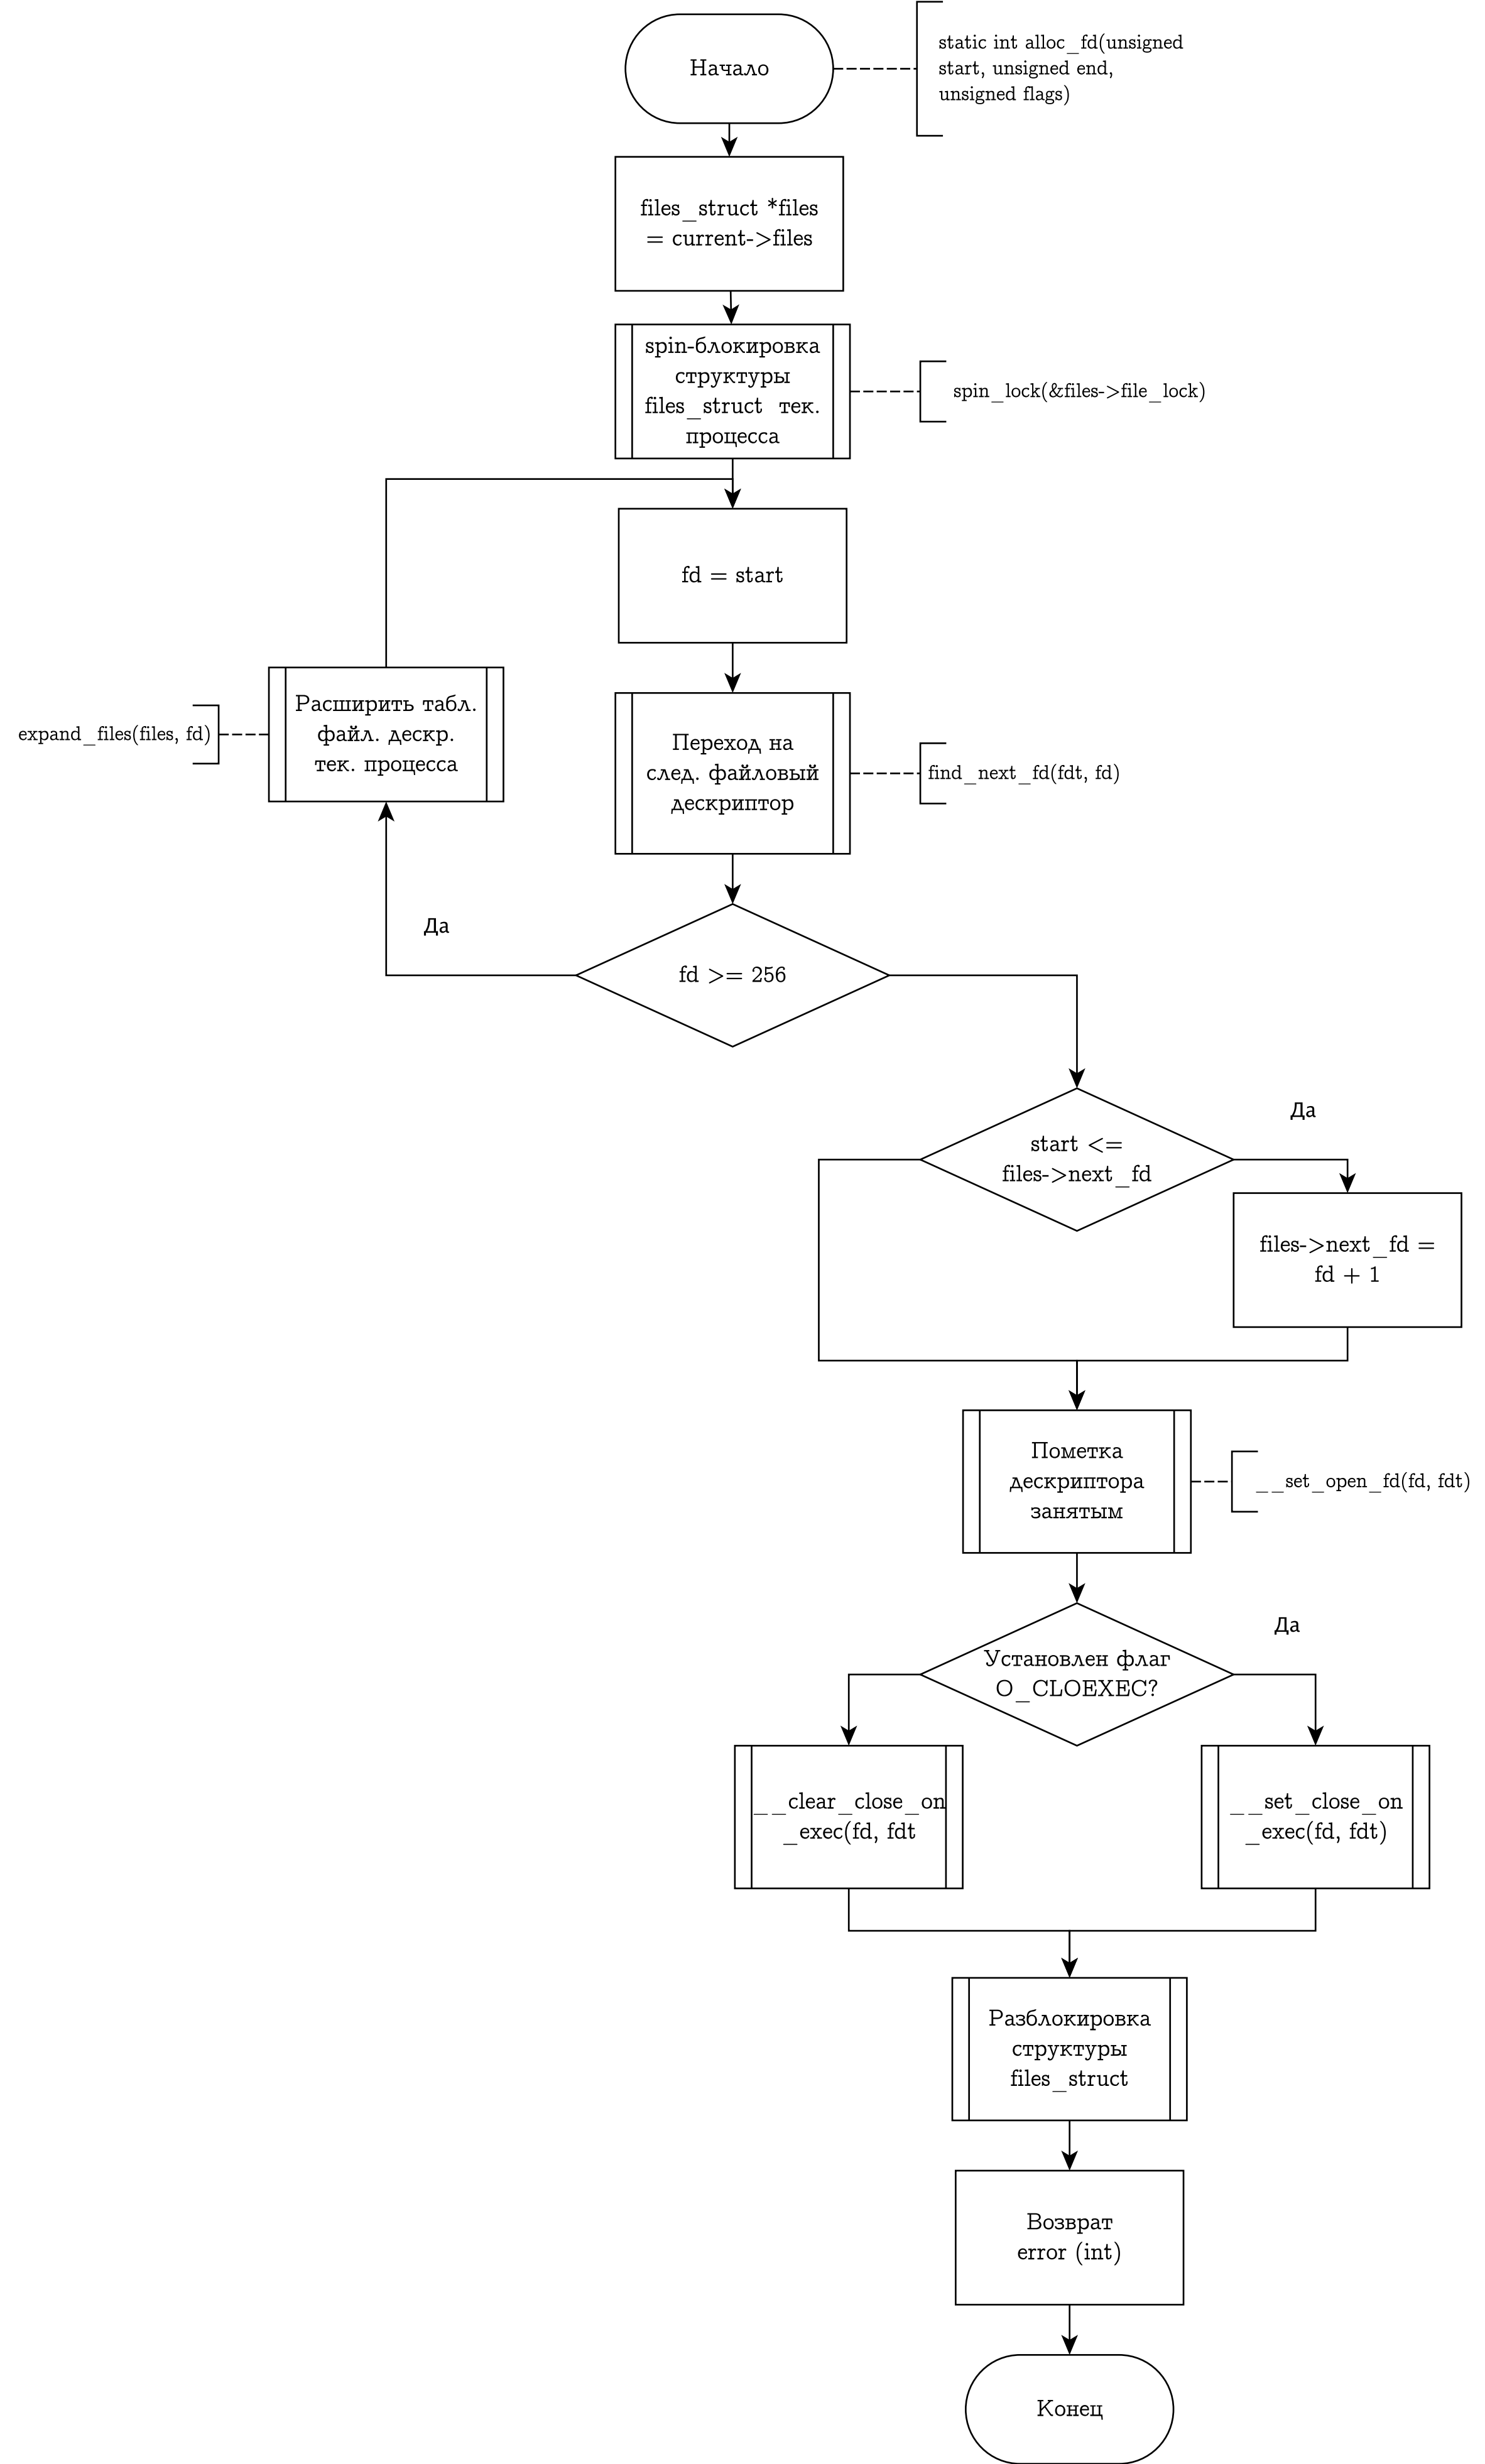 Начало
static int alloc_fd(unsigned
start, unsigned end,
unsigned flags)
files_struct *files
= current->files
spin-блокировка
структуры
files_struct тек.
процесса
spin_lock(&files->file_lock)
fd = start
Расширить табл.
файл. дескр.
тек. процесса
expand_files(files, fd)
Переход на
след. файловый
дескриптор
find_next_fd(fdt, fd)
Да
fd >= 256
start <=
files->next_fd
Да
files->next_fd =
fd + 1
Пометка
дескриптора
занятым
__set_open_fd(fd, fdt)
Установлен флаг
O_CLOEXEC?
Да
__clear_close_on
_exec(fd, fdt
__set_close_on
_exec(fd, fdt)
Разблокировка
структуры
files_struct
Возврат
error (int)
Конец